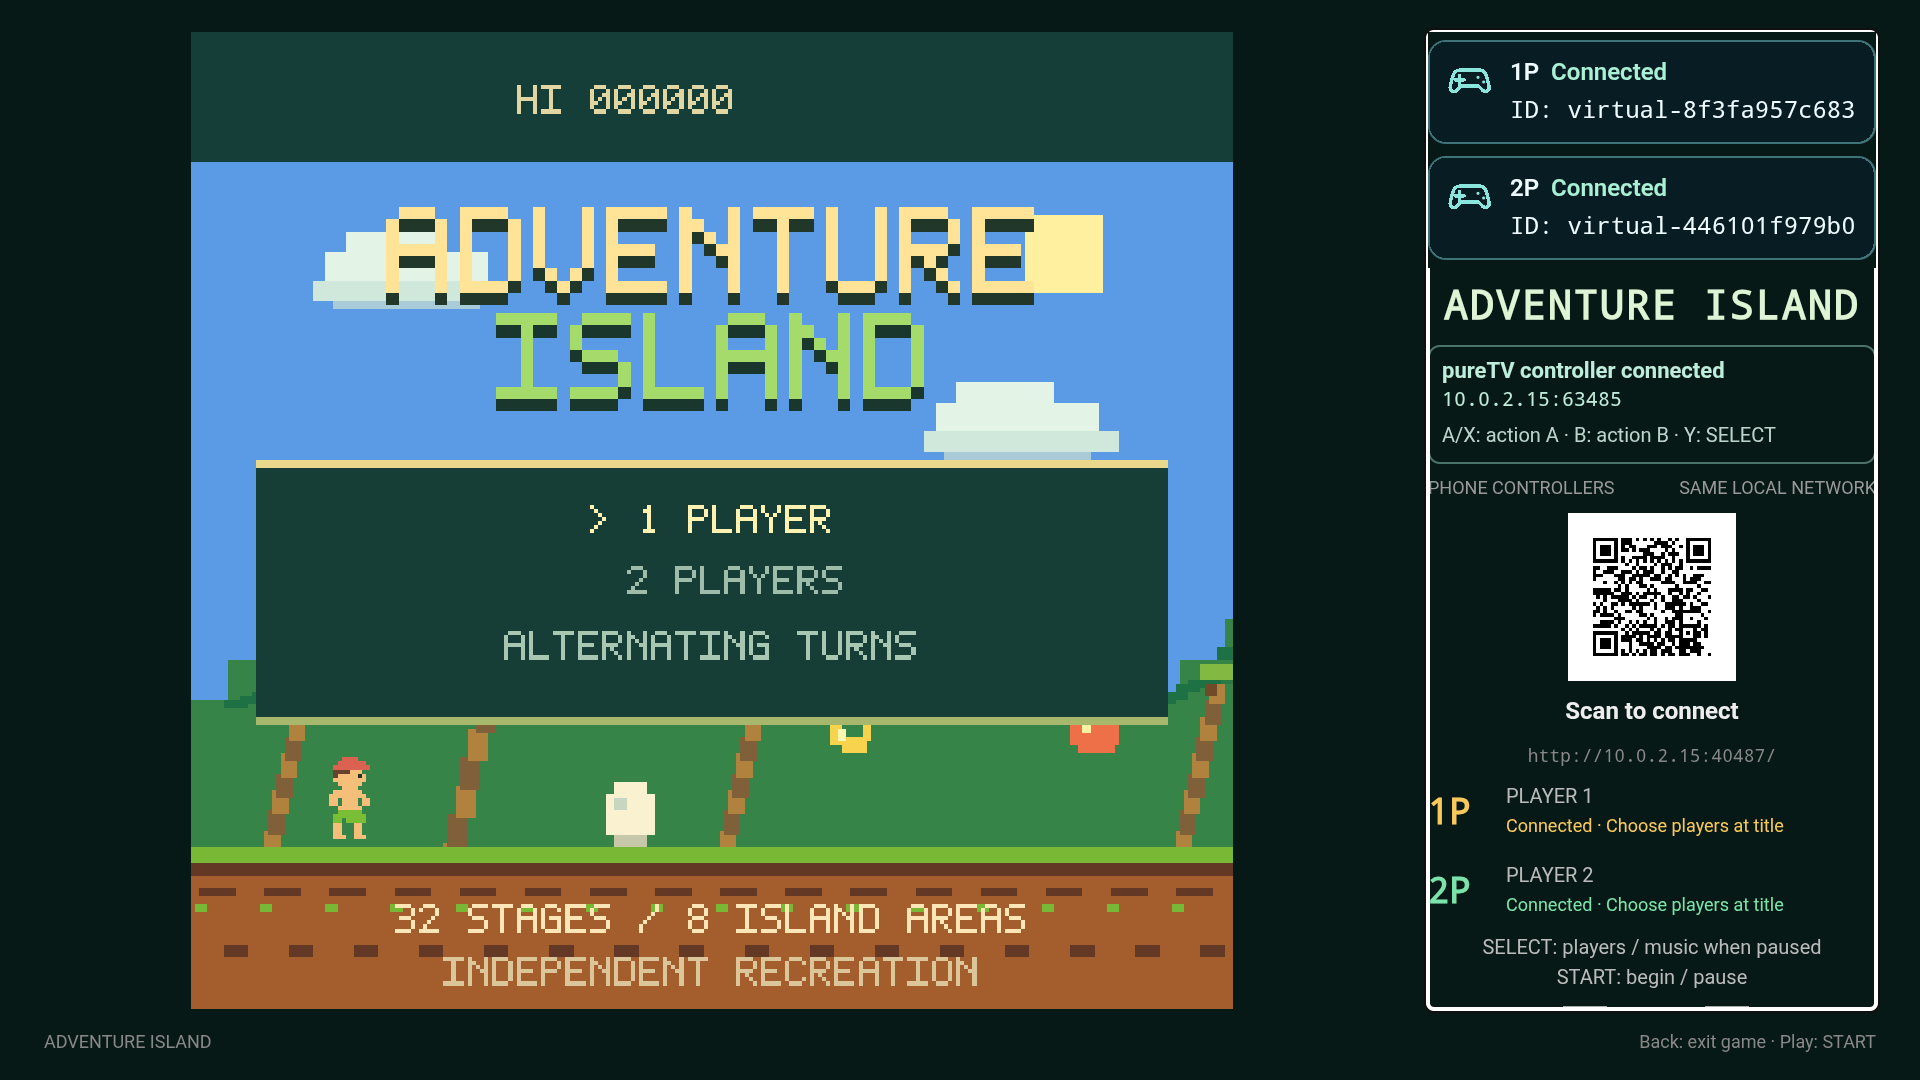 HI 000000
ADVENTURE
ISLAND
> 1 PLAYER
2 PLAYERS
ALTERNATING TURNS
32 STAGES / 8 ISLAND AREAS
INDEPENDENT RECREATION
1P Connected
ID: virtual-8f3fa957c683
2P Connected
ID: virtual-446101f979b0
ADVENTURE ISLAND
pureTV controller connected
10.0.2.15:63485
A/X: action A · B: action B · Y: SELECT
PHONE CONTROLLERS SAME LOCAL NETWORK
Scan to connect
http://10.0.2.15:40487/
1P PLAYER 1
Connected · Choose players at title
2P PLAYER 2
Connected · Choose players at title
SELECT: players / music when paused
START: begin / pause
ADVENTURE ISLAND
Back: exit game · Play: START